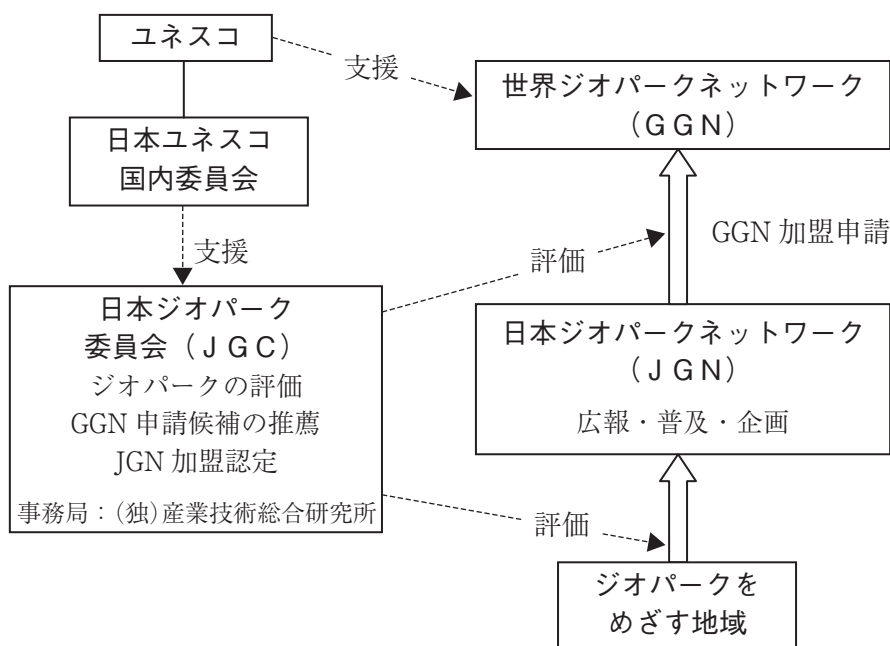 ユネスコ
支援
世界ジオパークネットワーク
(GGN)
日本ユネスコ
国内委員会
支援
評価
GGN 加盟申請
日本ジオパーク
委員会(JGC)
ジオパークの評価
GGN 申請候補の推薦
JGN 加盟認定
事務局:(独)産業技術総合研究所
日本ジオパークネットワーク
(JGN)
広報・普及・企画
評価
ジオパークを
めざす地域